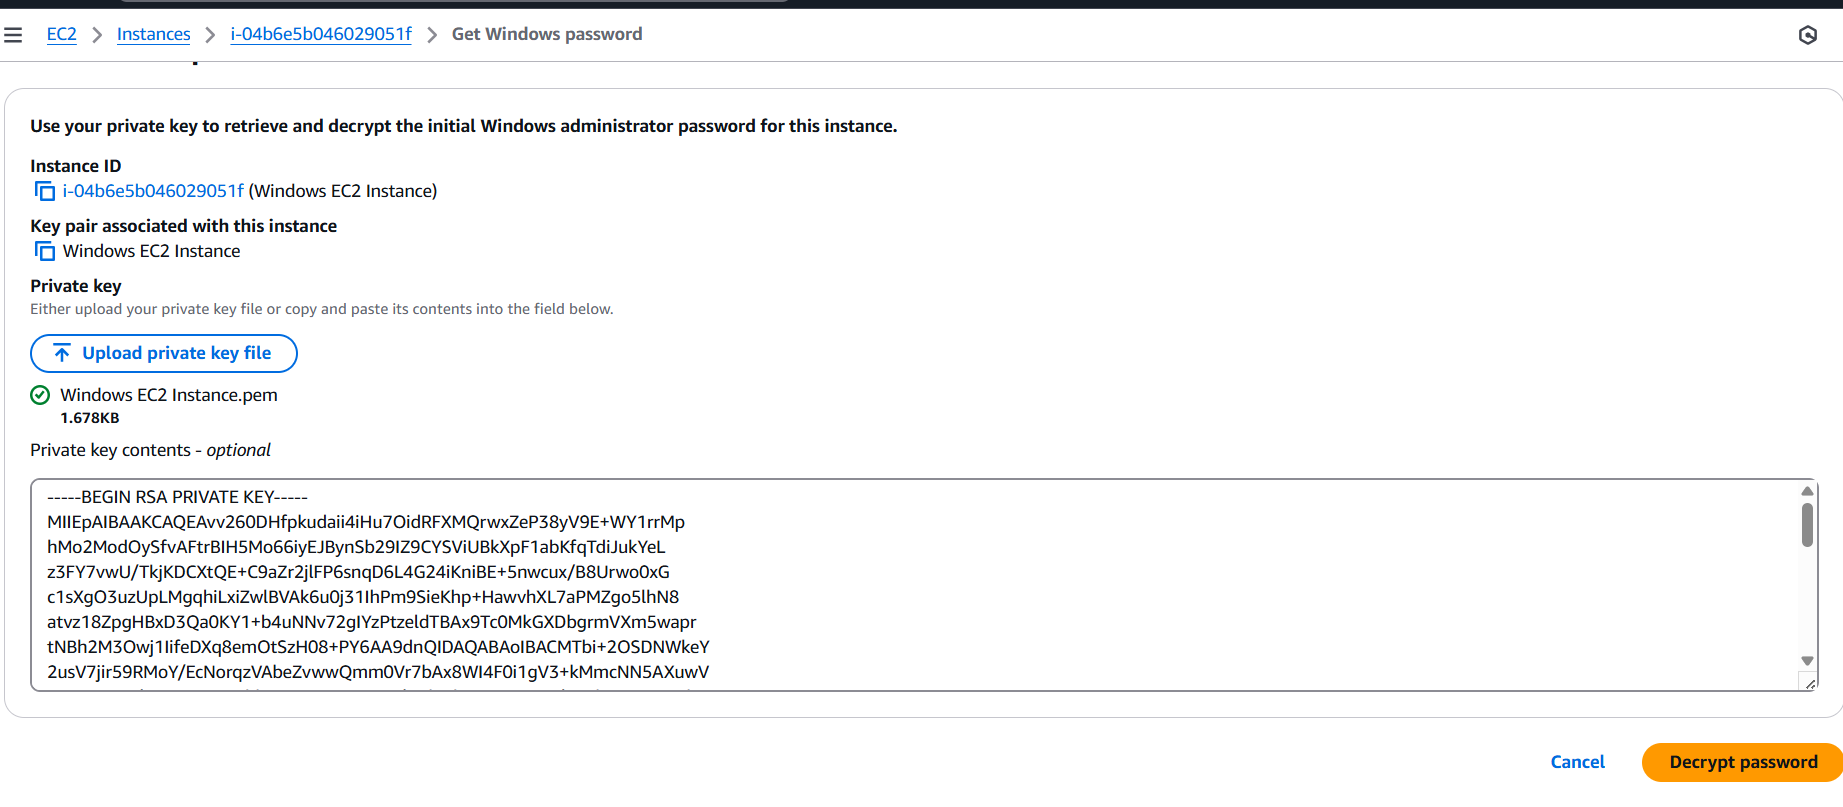 EC2 > Instances > i-04b6e5b046029051f > Get Windows password
Use your private key to retrieve and decrypt the initial Windows administrator password for this instance.
Instance ID
i-04b6e5b046029051f (Windows EC2 Instance)
Key pair associated with this instance
Windows EC2 Instance
Private key
Either upload your private key file or copy and paste its contents into the field below.
Upload private key file
Windows EC2 Instance.pem
1.678KB
Private key contents - optional
-----BEGIN RSA PRIVATE KEY-----
MIIEpAIBAAKCAQEAvv260DHfpkudaii4iHu7OidRFXMQrwxZeP38yV9E+WY1rrMp
hMo2ModOySfvAFtrBIH5Mo66iyEJBynSb29IZ9CYSViUBkXpF1abKfqTdiJukYeL
z3FY7vwU/TkjKDCXtQE+C9aZr2jlFP6snqD6L4G24iKniBE+5nwcux/B8Urwo0xG
c1sXgO3uzUpLMgqhiLxiZwlBVAk6u0j31IhPm9SieKhp+HawvhXL7aPMZgo5lhN8
atvz18ZpgHBxD3Qa0KY1+b4uNNv72gIYzPtzeldTBAx9Tc0MkGXDbgrmVXm5wapr
tNBh2M3Owj1IifeDXq8emOtSzH08+PY6AA9dnQIDAQABAoIBACMTbi+2OSDNWkeY
2usV7jir59RMoY/EcNorqzVAbeZvwwQmm0Vr7bAx8WI4F0i1gV3+kMmcNN5AXuwV
Cancel
Decrypt password